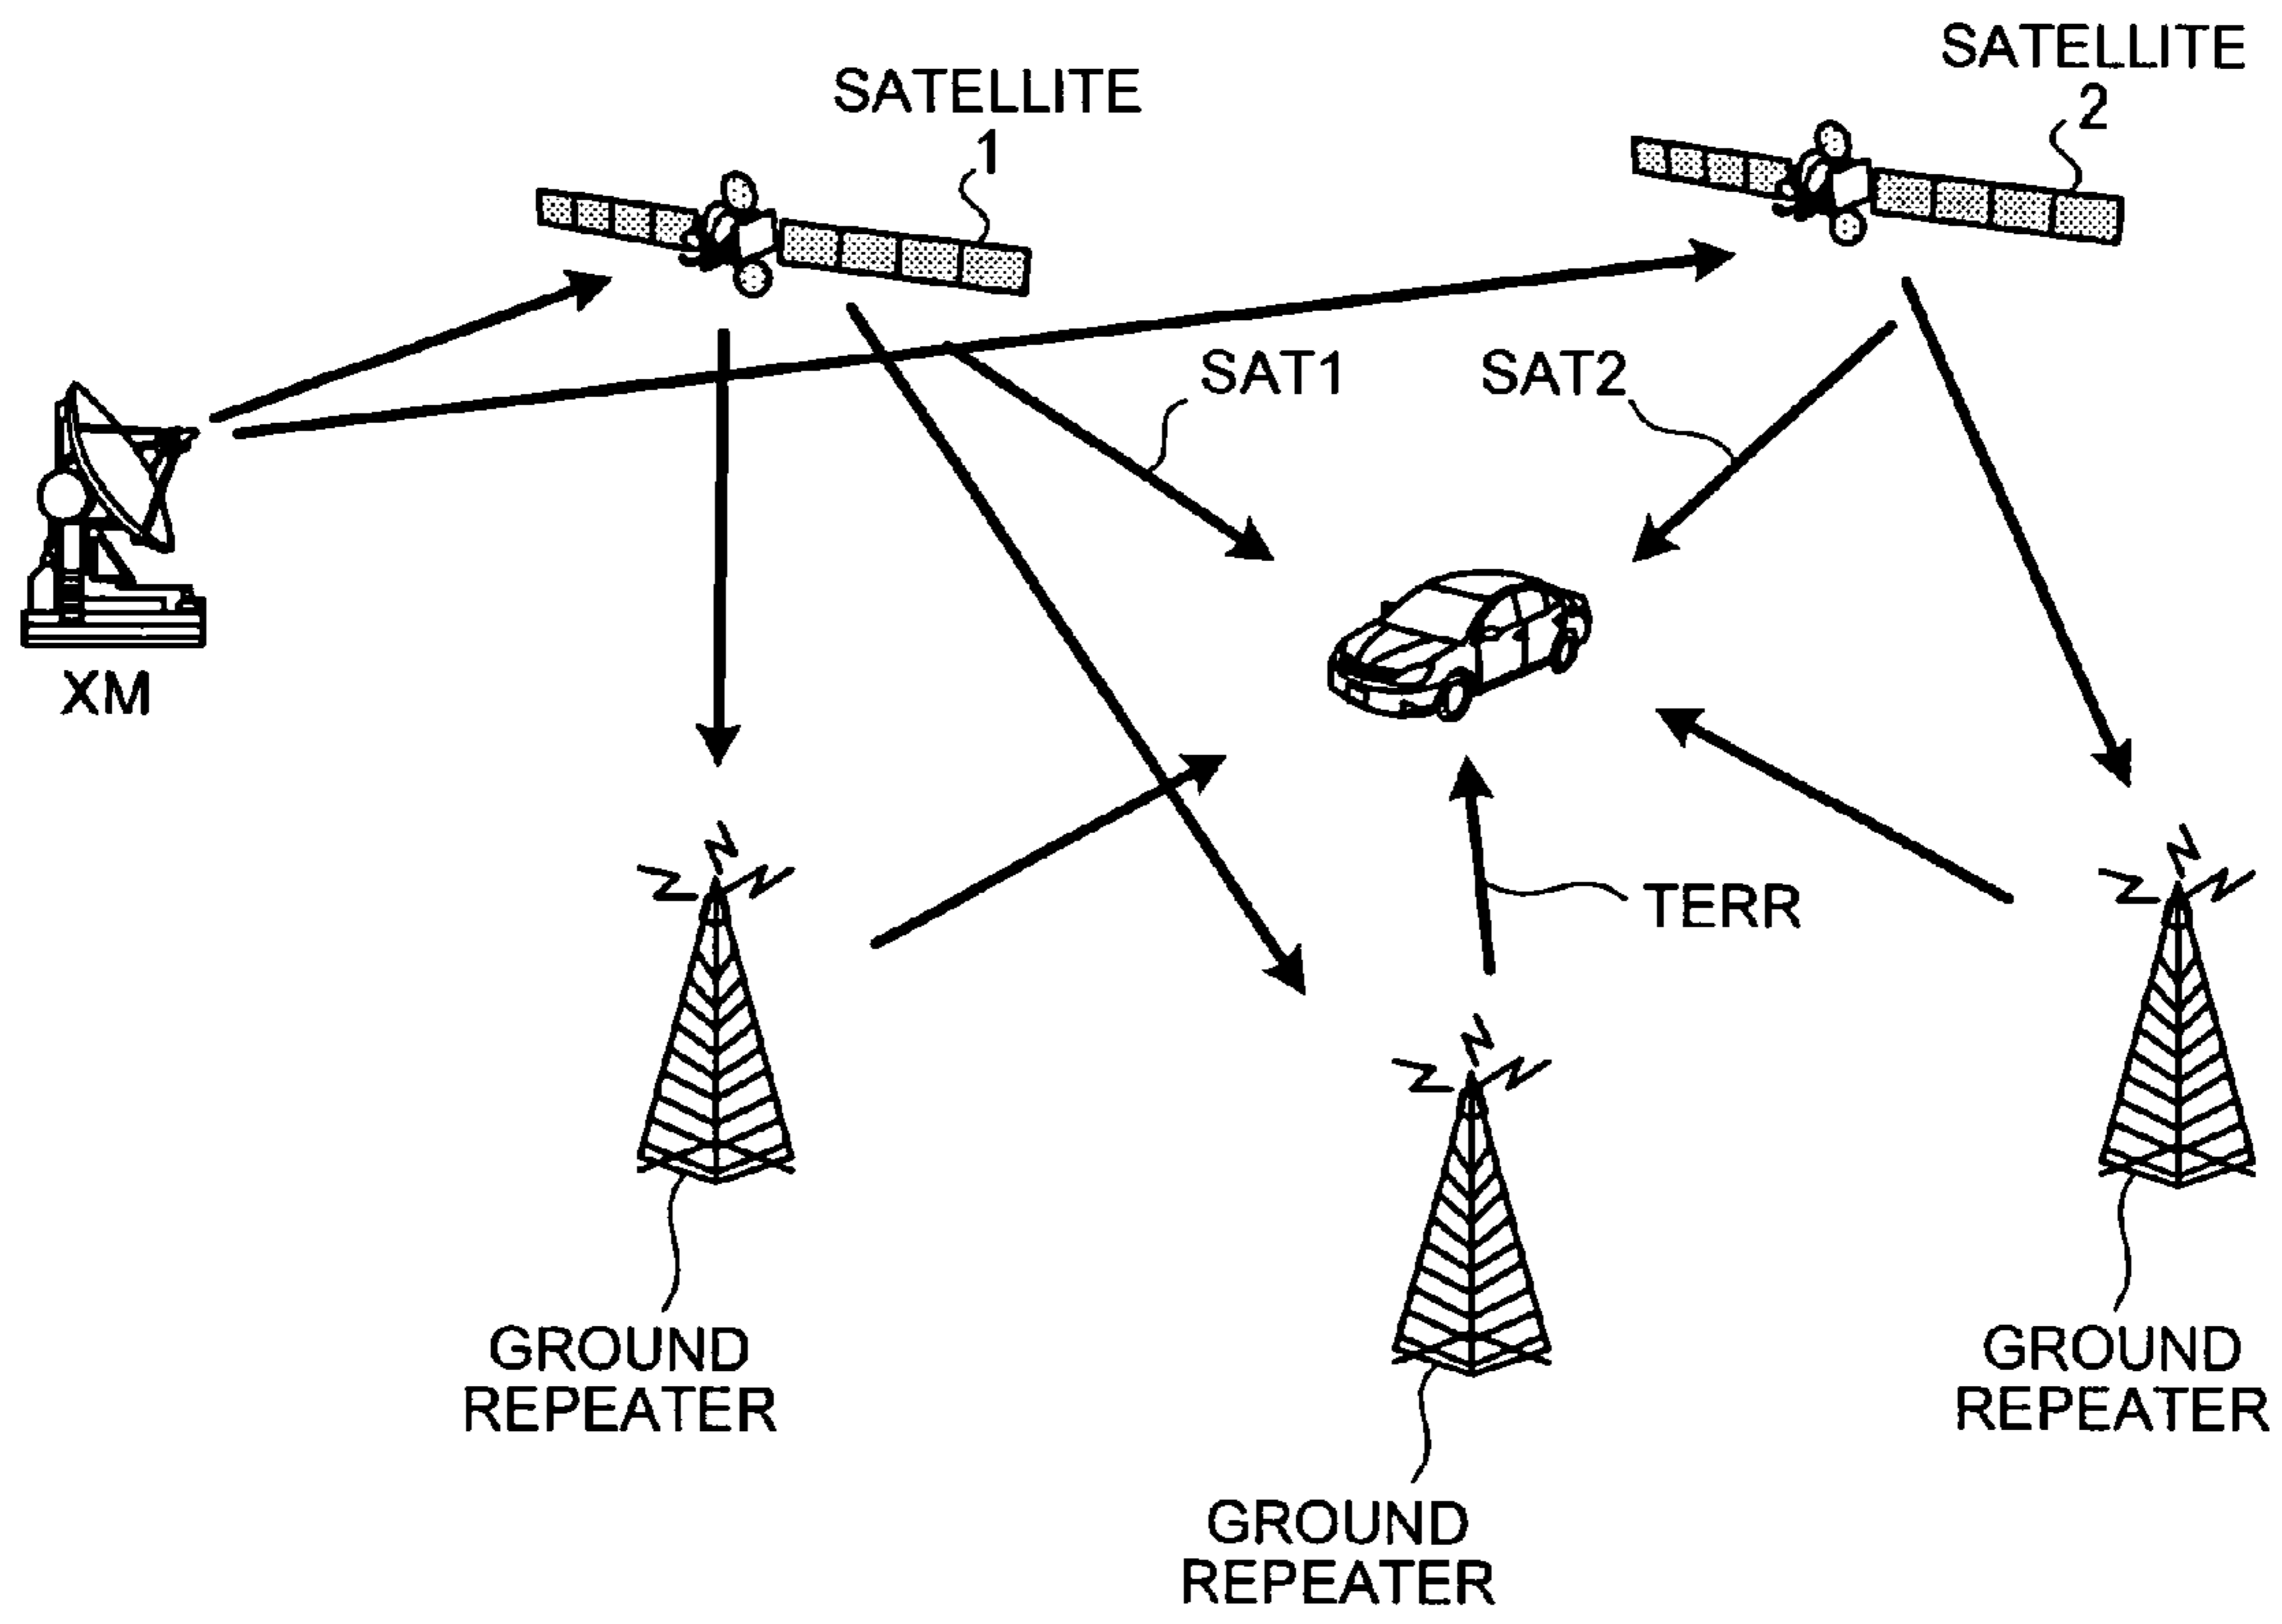 SATELLITE
1
SATELLITE
2
SAT1
SAT2
XM
TERR
GROUND
REPEATER
GROUND
REPEATER
GROUND
REPEATER